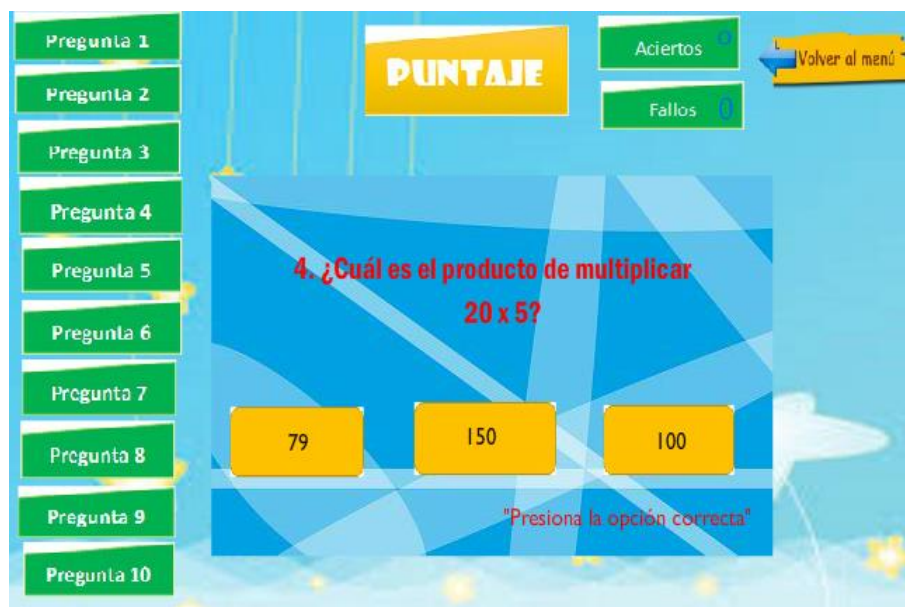 Pregunta 1
Pregunta 2
Pregunta 3
Pregunta 4
Pregunta 5
Pregunta 6
Pregunta 7
Pregunta 8
Pregunta 9
Pregunta 10
PUNTAJE
Aciertos 0
Fallos 0
Volver al menú
4. ¿Cuál es el producto de multiplicar
20 x 5?
79
150
100
"Presiona la opción correcta"